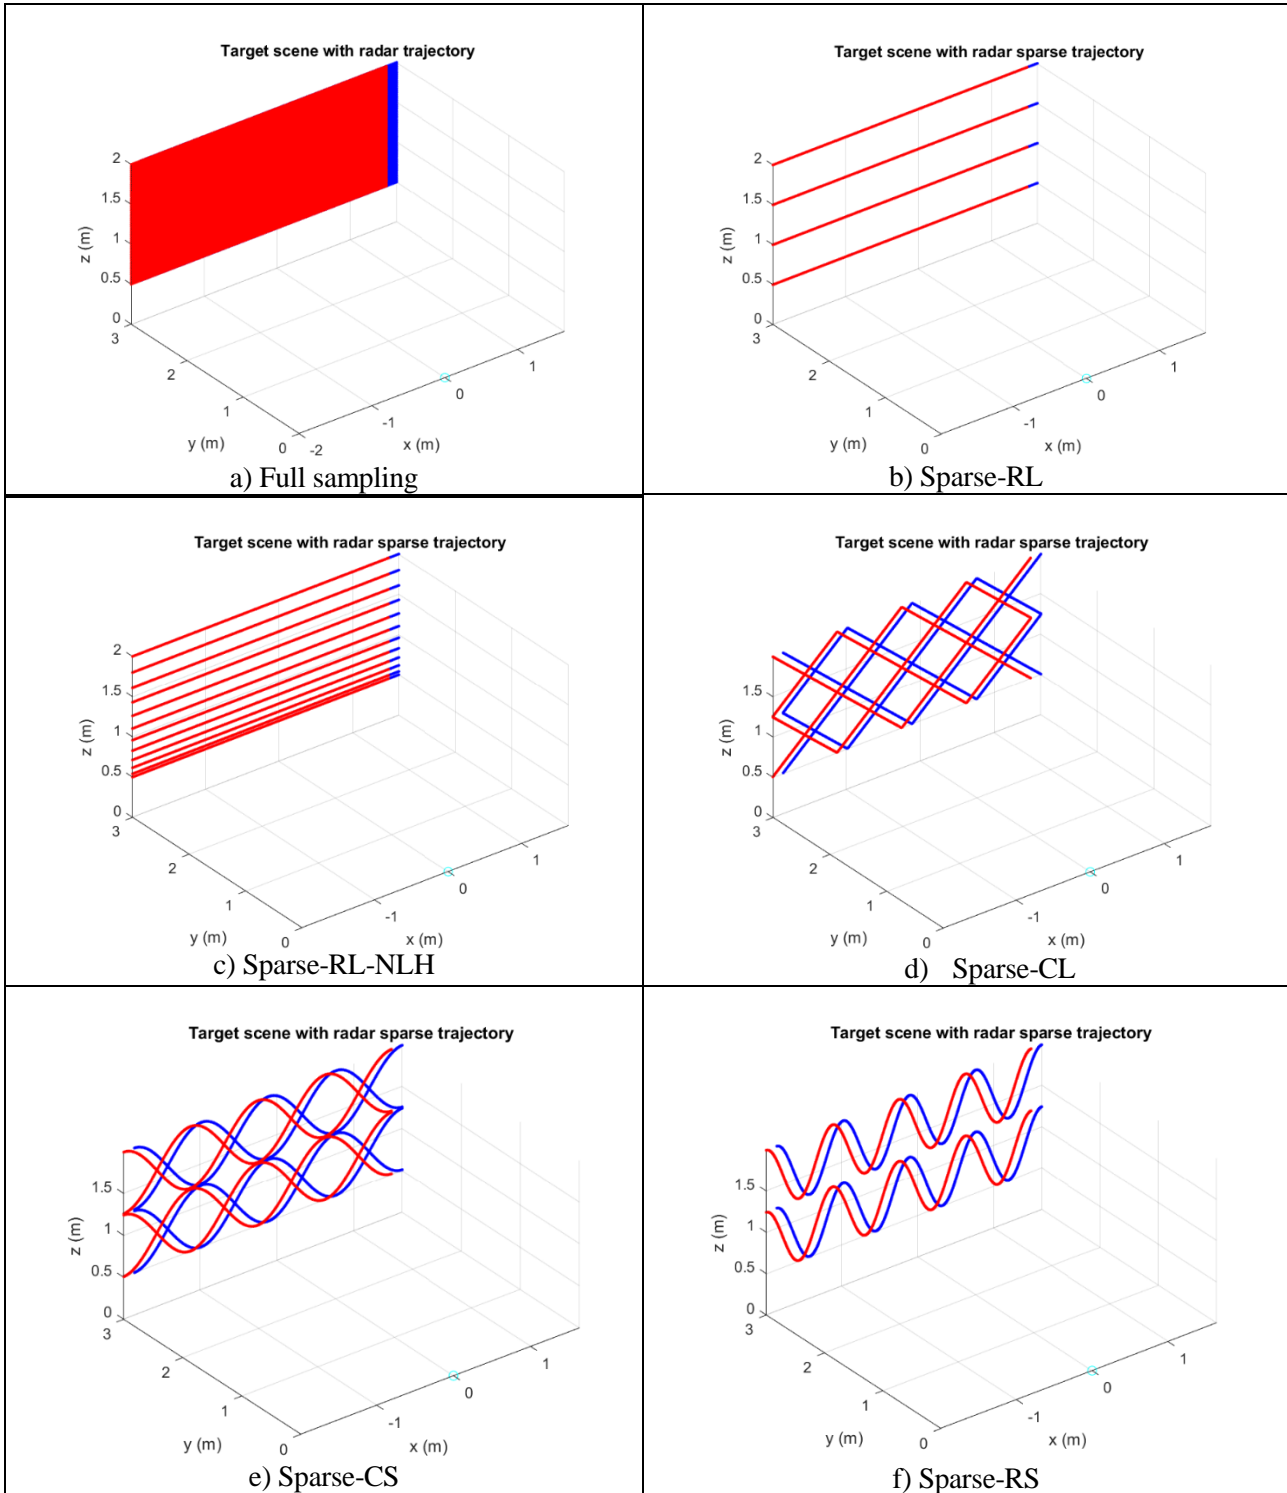 Target scene with radar trajectory
2
1.5
1
0.5
0
z (m)
3
2
1
0
y (m)
-2
-1
0
1
x (m)
a) Full sampling
Target scene with radar sparse trajectory
2
1.5
1
0.5
0
z (m)
3
2
1
0
y (m)
-1
0
1
x (m)
b) Sparse-RL
Target scene with radar sparse trajectory
2
1.5
1
0.5
0
z (m)
3
2
1
0
y (m)
-1
0
1
x (m)
c) Sparse-RL-NLH
Target scene with radar sparse trajectory
1.5
1
0.5
0
z (m)
3
2
1
0
y (m)
-1
0
1
x (m)
d) Sparse-CL
Target scene with radar sparse trajectory
1.5
1
0.5
0
z (m)
3
2
1
0
y (m)
-1
0
1
x (m)
e) Sparse-CS
Target scene with radar sparse trajectory
1.5
1
0.5
0
z (m)
3
2
1
0
y (m)
-1
0
1
x (m)
f) Sparse-RS